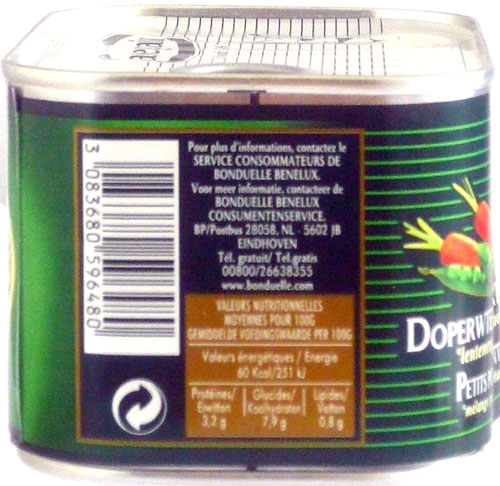 3 083680 596480
Pour plus d'informations, contactez le
SERVICE CONSOMMATEURS DE
BONDUELLE BENELUX.
Voor meer informatie, contacteer de
BONDUELLE BENELUX
CONSUMENTENSERVICE.
BP/Postbus 28058, NL - 5602 JB
EINDHOVEN
Tél. gratuit/ Tel.gratis
00800/26638355
www.bonduelle.com
VALEURS NUTRITIONNELLES
MOYENNES POUR 100G
GEMIDDELDE VOEDINGSWAARDE PER 100G
Valeurs énergétiques / Energie
60 Kcal/251 kJ
Protéines/ Glucides/ Lipides/
Eiwitten Koolhydraten Vetten
3,2 g 7,9 g 0,8 g
DOPERWT
"lentem
PETITS P
"mélange